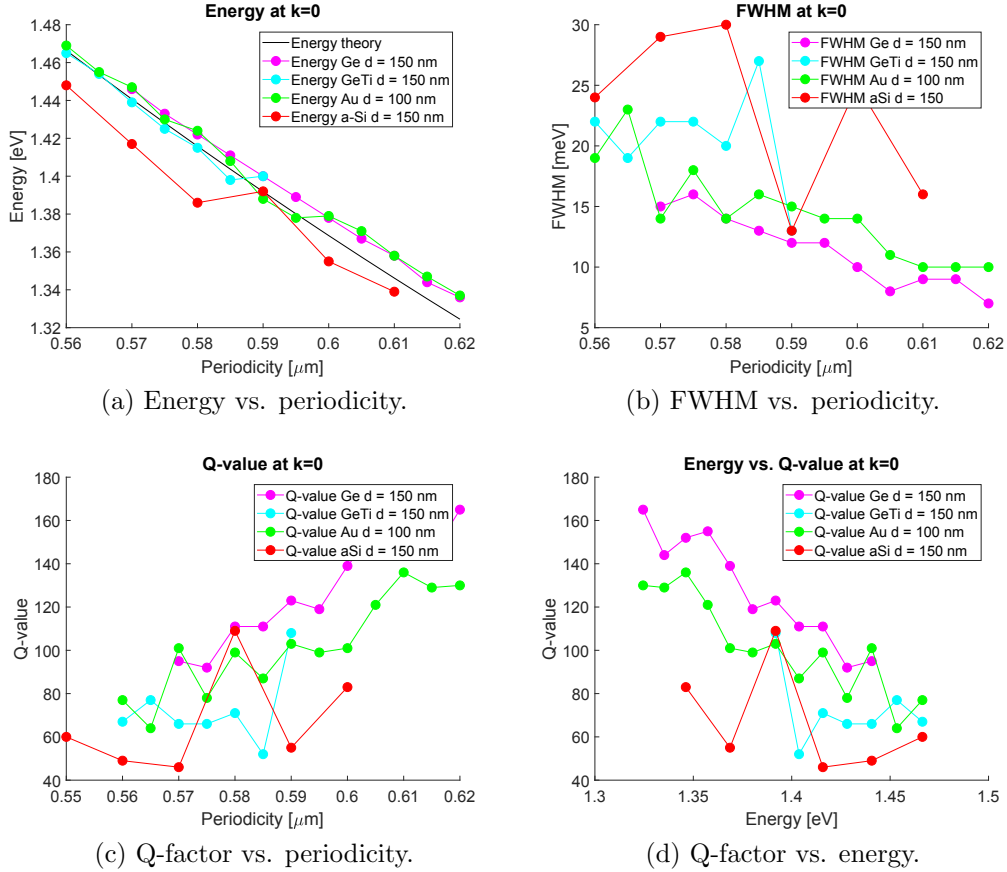 Energy at k=0
1.48
1.46
1.44
1.42
1.4
1.38
1.36
1.34
1.32
Energy [eV]
Energy theory
Energy Ge d = 150 nm
Energy GeTi d = 150 nm
Energy Au d = 100 nm
Energy a-Si d = 150 nm
0.56 0.57 0.58 0.59 0.6 0.61 0.62
Periodicity [μm]
(a) Energy vs. periodicity.
FWHM at k=0
30
25
20
15
10
5
FWHM [meV]
FWHM Ge d = 150 nm
FWHM GeTi d = 150 nm
FWHM Au d = 100 nm
FWHM aSi d = 150
0.56 0.57 0.58 0.59 0.6 0.61 0.62
Periodicity [μm]
(b) FWHM vs. periodicity.
Q-value at k=0
180
160
140
120
100
80
60
40
Q-value
Q-value Ge d = 150 nm
Q-value GeTi d = 150 nm
Q-value Au d = 100 nm
Q-value aSi d = 150 nm
0.55 0.56 0.57 0.58 0.59 0.6 0.61 0.62
Periodicity [μm]
(c) Q-factor vs. periodicity.
Energy vs. Q-value at k=0
180
160
140
120
100
80
60
40
Q-value
Q-value Ge d = 150 nm
Q-value GeTi d = 150 nm
Q-value Au d = 100 nm
Q-value aSi d = 150 nm
1.3 1.35 1.4 1.45 1.5
Energy [eV]
(d) Q-factor vs. energy.